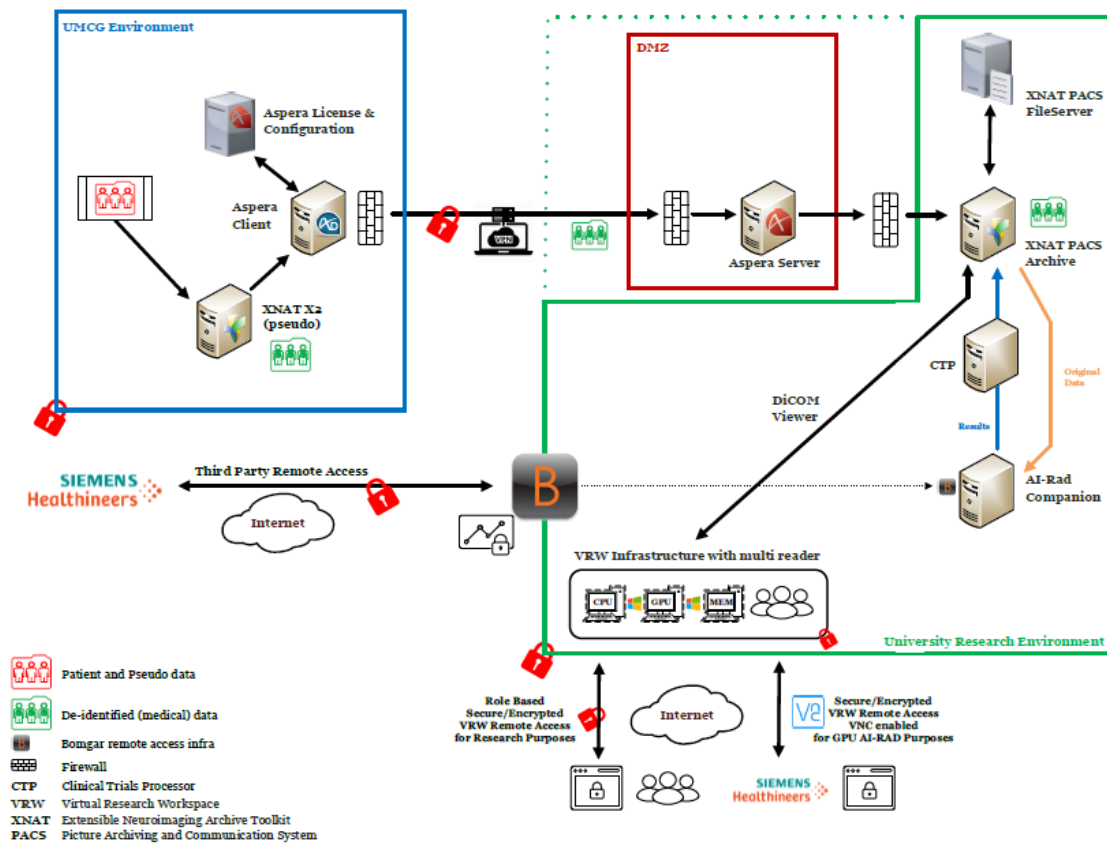 UMCG Environment
Aspera License &
Configuration
Aspera
Client
XNAT X2
(pseudo)
VPN
DMZ
Aspera Server
XNAT PACS
FileServer
XNAT PACS
Archive
CTP
Original
Data
Results
DiCOM
Viewer
AI-Rad
Companion
B
SIEMENS
Healthineers
Third Party Remote Access
Internet
B
VRW Infrastructure with multi reader
CPU
GPU
MEM
University Research Environment
Role Based
Secure/Encrypted
VRW Remote Access
for Research Purposes
Internet
V2
Secure/Encrypted
VRW Remote Access
VNC enabled
for GPU AI-RAD Purposes
SIEMENS
Healthineers
Patient and Pseudo data
De-identified (medical) data
B
Bomgar remote access infra
Firewall
CTP Clinical Trials Processor
VRW Virtual Research Workspace
XNAT Extensible Neuroimaging Archive Toolkit
PACS Picture Archiving and Communication System